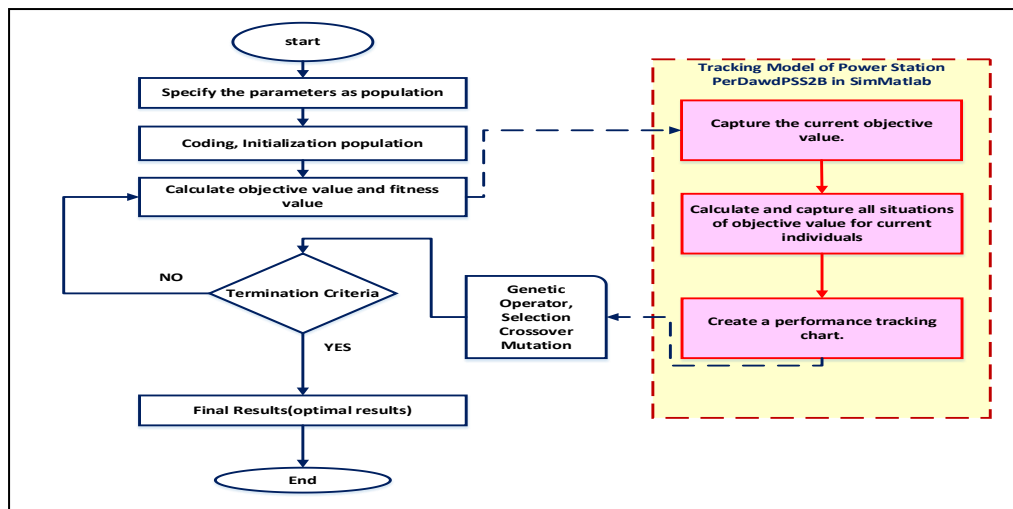 start
Specify the parameters as population
Coding, Initialization population
Calculate objective value and fitness
value
NO
Termination Criteria
YES
Final Results(optimal results)
End
Genetic
Operator,
Selection
Crossover
Mutation
Tracking Model of Power Station
PerDawdPSS2B in SimMatlab
Capture the current objective
value.
Calculate and capture all situations
of objective value for current
individuals
Create a performance tracking
chart.